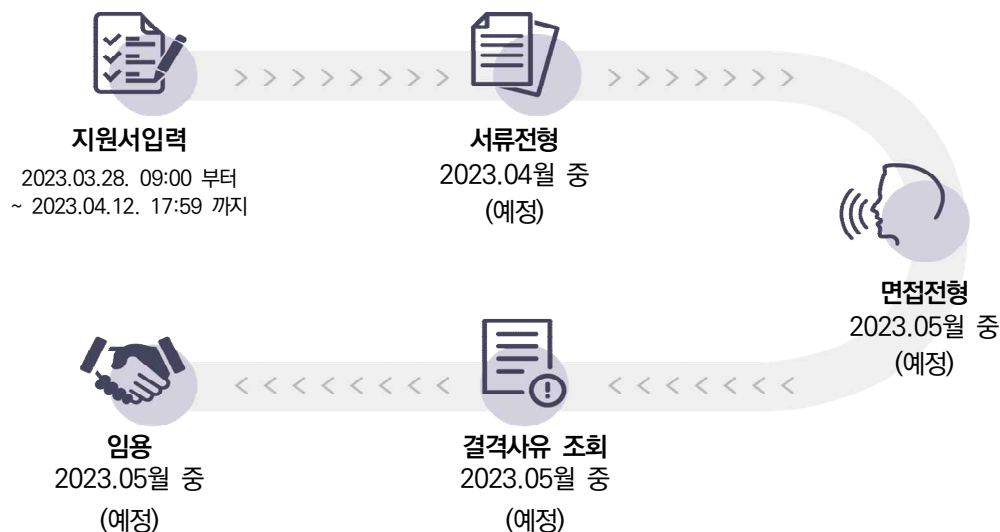 지원서입력
2023.03.28. 09:00 부터
~ 2023.04.12. 17:59 까지
서류전형
2023.04월 중
(예정)
면접전형
2023.05월 중
(예정)
결격사유 조회
2023.05월 중
(예정)
임용
2023.05월 중
(예정)